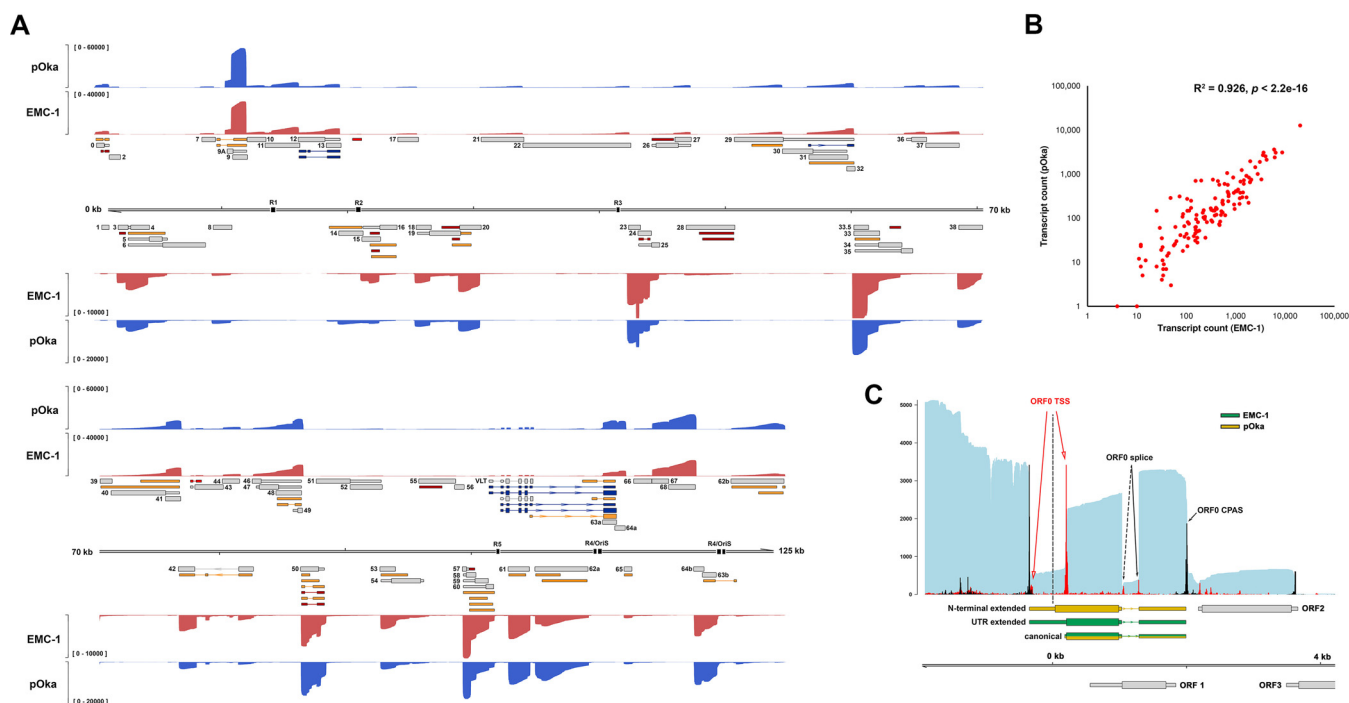 A
pOka
[ 0 - 60000]
EMC-1
[ 0 - 40000]
0 2 7 9A 9 10 11 12 13 17 21 22 26 27 29 30 31 32 36 37
0 kb R1 R2 R3 70 kb
1 3 4 5 6 8 14 15 16 18 19 20 23 24 25 28 33.5 33 34 35 38
EMC-1
[ 0 - 10000]
pOka
[ 0 - 20000]
pOka
[ 0 - 60000]
EMC-1
[ 0 - 40000]
39 40 41 44 43 46 47 48 49 51 52 55 56 VLT 63a 64a 66 67 68 62b
70 kb R5 R4/OriS R4/OriS 125 kb
42 50 53 54 57 58 59 60 61 62a 65 64b 63b
EMC-1
[ 0 - 10000]
pOka
[ 0 - 20000]
B
R² = 0.926, p < 2.2e-16
Transcript count (pOka)
100,000
10,000
1,000
100
10
1
1 10 100 1,000 10,000 100,000
Transcript count (EMC-1)
C
ORF0 TSS
EMC-1
pOka
ORF0 splice
ORF0 CPAS
5000
4000
3000
2000
1000
0
N-terminal extended
UTR extended
canonical
ORF2
0 kb 4 kb
ORF 1 ORF3